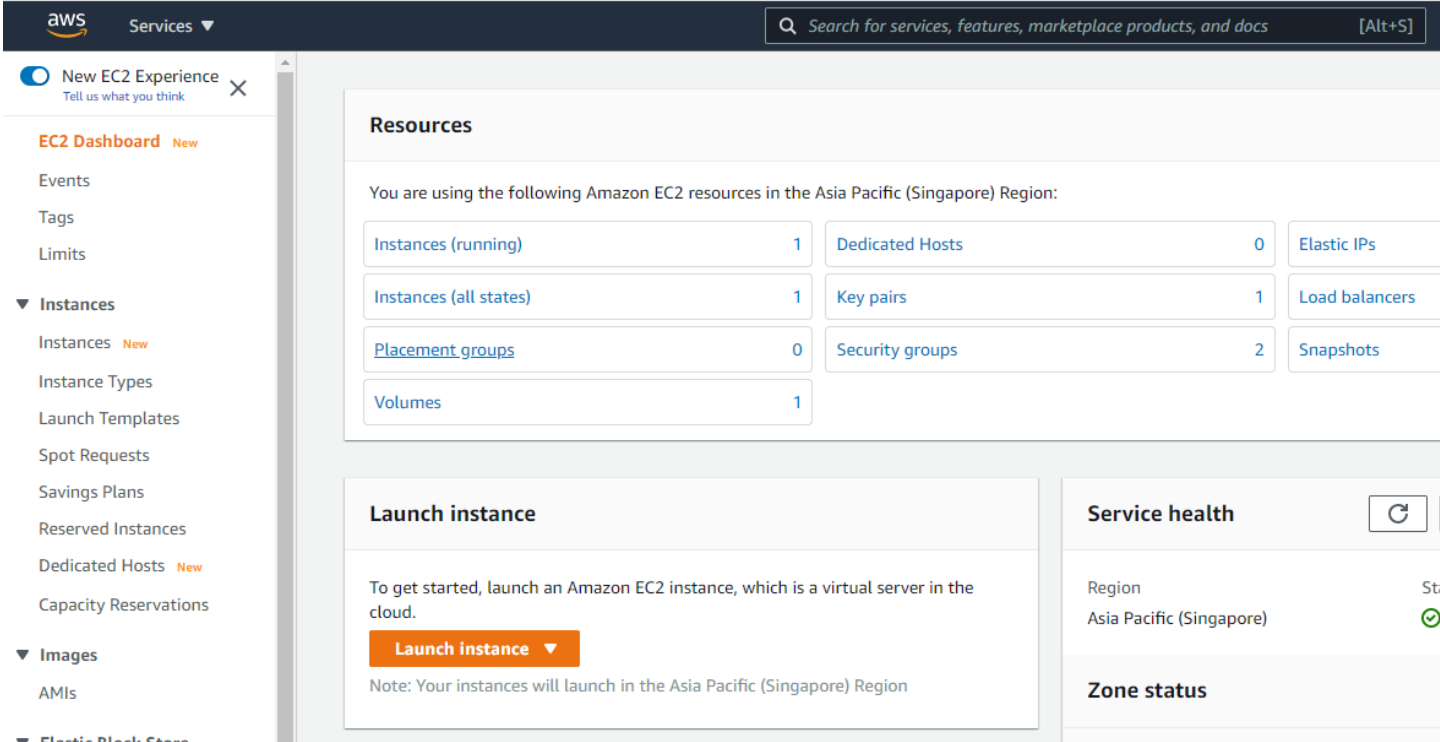 aws
Services
Search for services, features, marketplace products, and docs
[Alt+S]
New EC2 Experience
Tell us what you think
EC2 Dashboard New
Events
Tags
Limits
Instances
Instances New
Instance Types
Launch Templates
Spot Requests
Savings Plans
Reserved Instances
Dedicated Hosts New
Capacity Reservations
Images
AMIs
Elastic Block Store
Resources
You are using the following Amazon EC2 resources in the Asia Pacific (Singapore) Region:
Instances (running) 1
Dedicated Hosts 0
Elastic IPs
Instances (all states) 1
Key pairs 1
Load balancers
Placement groups 0
Security groups 2
Snapshots
Volumes 1
Launch instance
To get started, launch an Amazon EC2 instance, which is a virtual server in the
cloud.
Launch instance
Note: Your instances will launch in the Asia Pacific (Singapore) Region
Service health
Region
Asia Pacific (Singapore)
Zone status